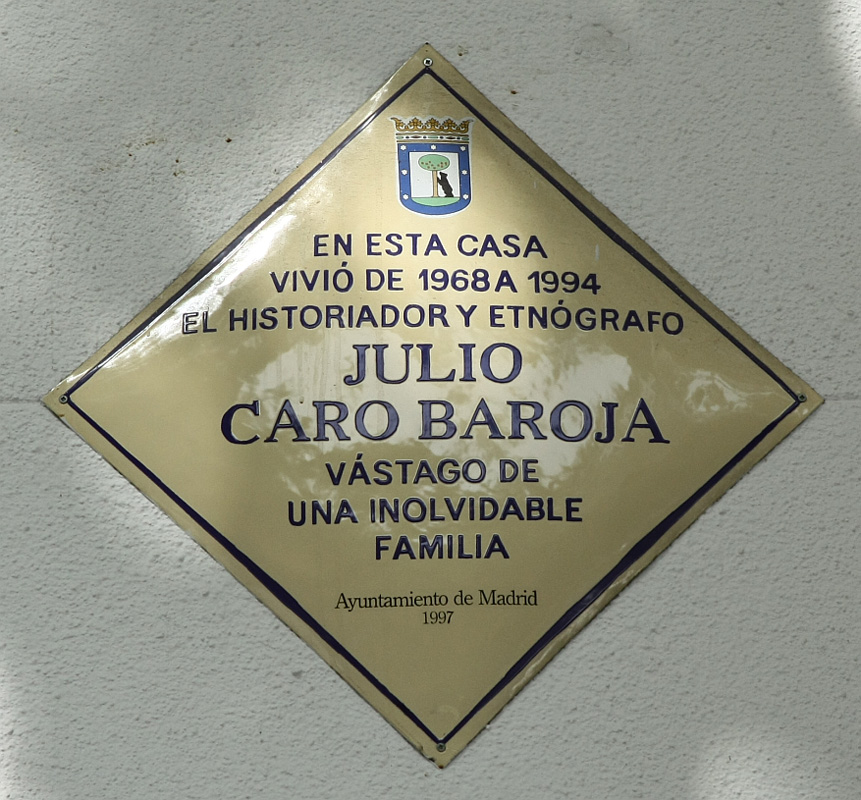 EN ESTA CASA
VIVIÓ DE 1968 A 1994
EL HISTORIADOR Y ETNÓGRAFO
JULIO
CARO BAROJA
VÁSTAGO DE
UNA INOLVIDABLE
FAMILIA
Ayuntamiento de Madrid
1997